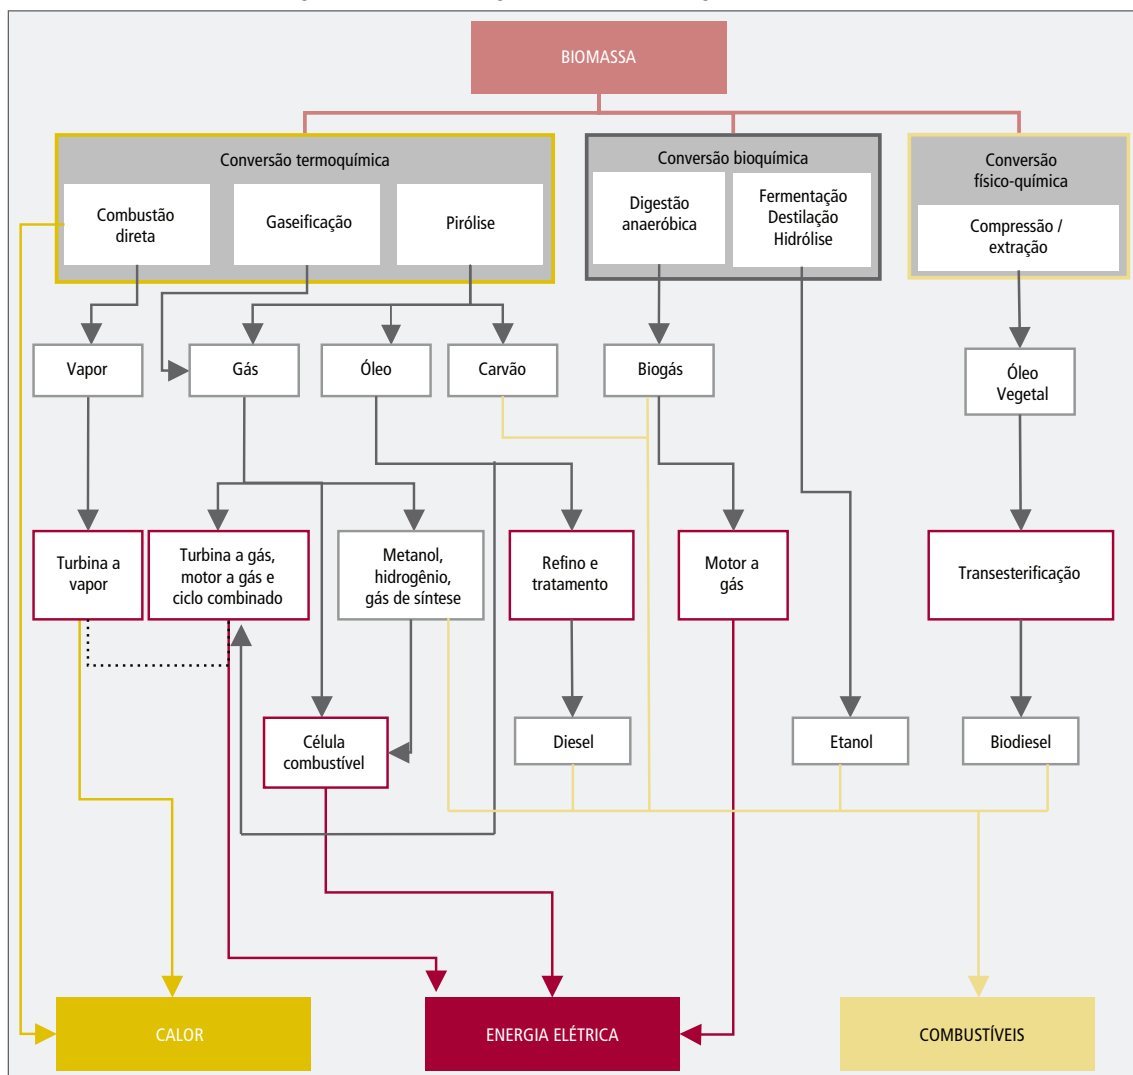 BIOMASSA
Conversão termoquímica
Combustão
direta
Gaseificação
Pirólise
Conversão bioquímica
Digestão
anaeróbica
Fermentação
Destilação
Hidrólise
Conversão
físico-química
Compressão /
extração
Vapor
Gás
Óleo
Carvão
Biogás
Óleo
Vegetal
Turbina a
vapor
Turbina a gás,
motor a gás e
ciclo combinado
Metanol,
hidrogênio,
gás de síntese
Refino e
tratamento
Motor a
gás
Transesterificação
Célula
combustível
Diesel
Etanol
Biodiesel
CALOR
ENERGIA ELÉTRICA
COMBUSTÍVEIS